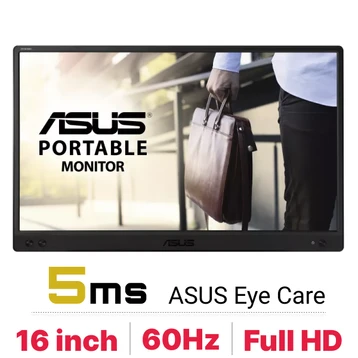 ASUS
PORTABLE
MONITOR
ASUS
5ms ASUS Eye Care
16 inch | 60Hz | Full HD